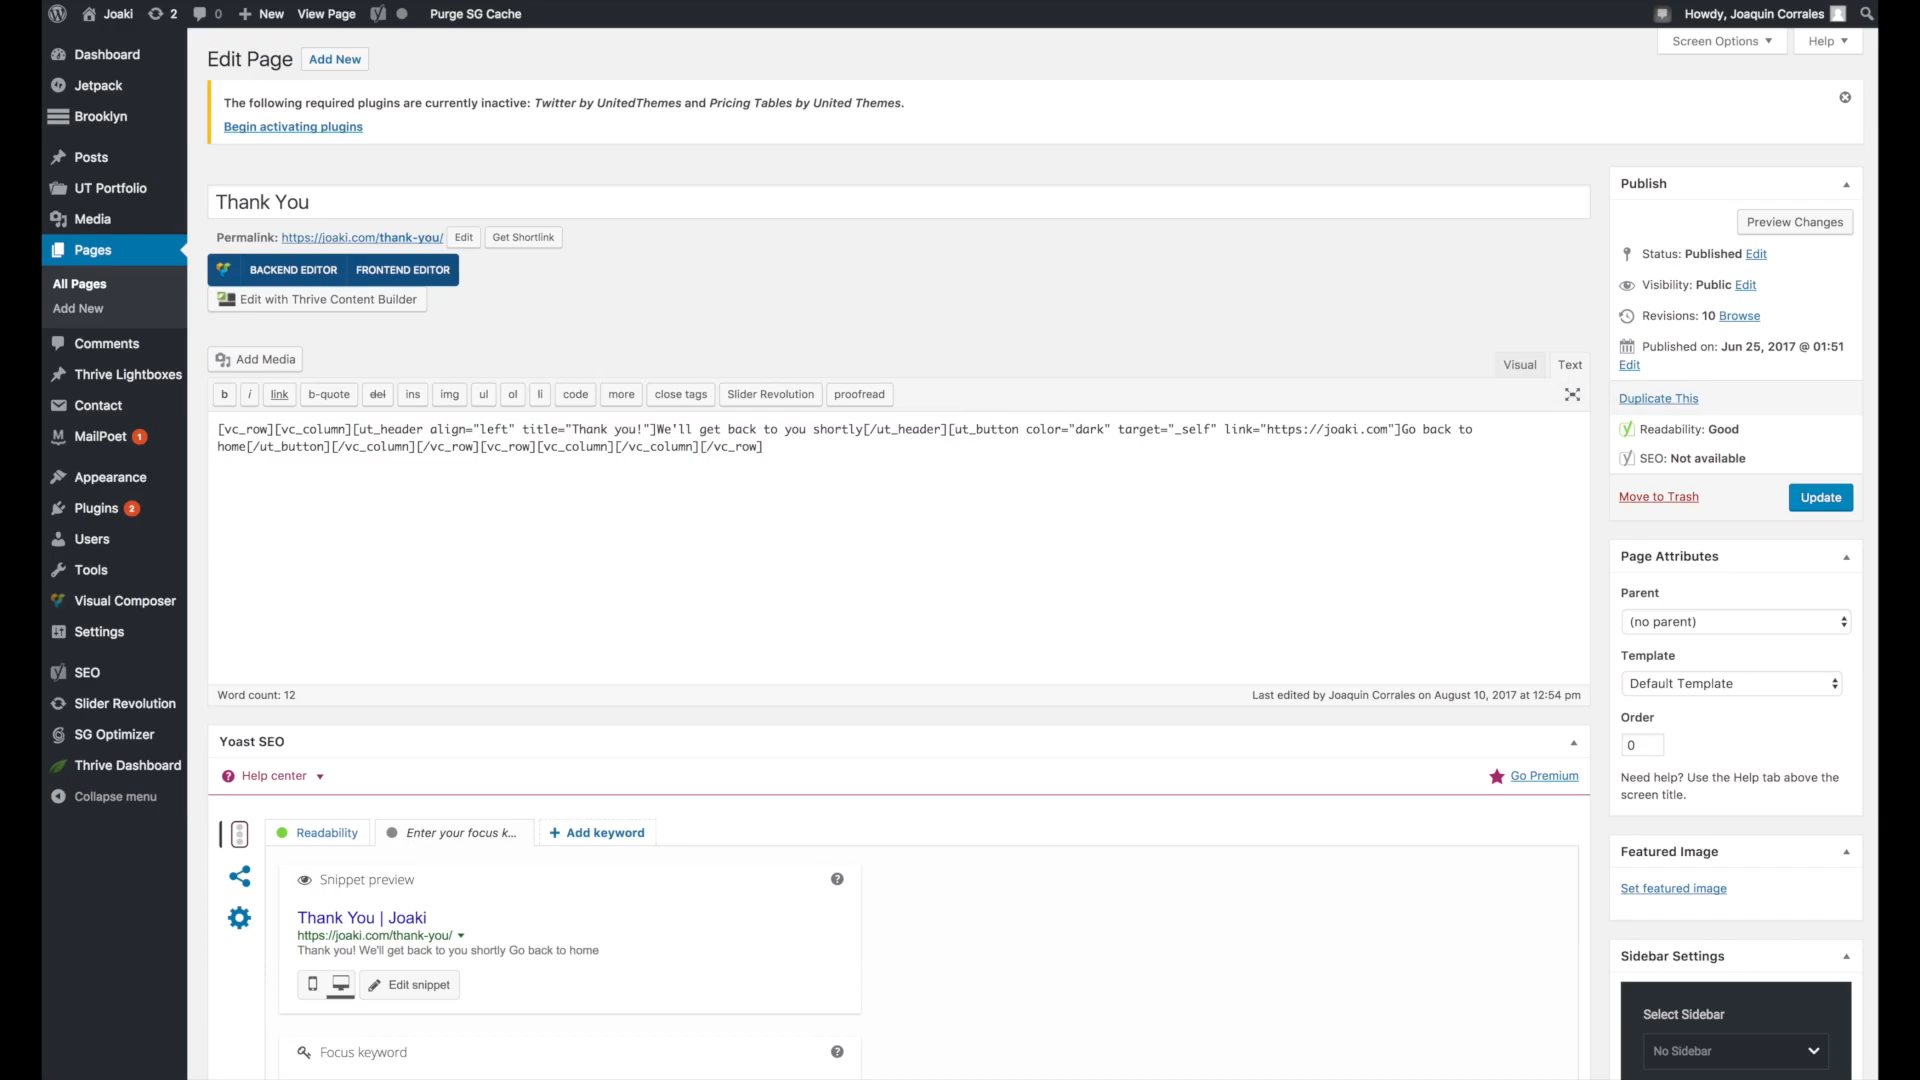 Joaki 2 0 New View Page Purge SG Cache Howdy, Joaquin Corrales
Screen Options Help
Dashboard
Jetpack
Brooklyn
Posts
UT Portfolio
Media
Pages
All Pages
Add New
Comments
Thrive Lightboxes
Contact
MailPoet 1
Appearance
Plugins 2
Users
Tools
Visual Composer
Settings
SEO
Slider Revolution
SG Optimizer
Thrive Dashboard
Collapse menu
Edit Page Add New
The following required plugins are currently inactive: Twitter by UnitedThemes and Pricing Tables by United Themes.
Begin activating plugins
Thank You
Permalink: https://joaki.com/thank-you/ Edit Get Shortlink
BACKEND EDITOR FRONTEND EDITOR
Edit with Thrive Content Builder
Add Media
Visual Text
b i link b-quote del ins img ul ol li code more close tags Slider Revolution proofread
[vc_row][vc_column][ut_header align="left" title="Thank you!"]We'll get back to you shortly[/ut_header][ut_button color="dark" target="_self" link="https://joaki.com"]Go back to
home[/ut_button][/vc_column][/vc_row][vc_row][vc_column][/vc_column][/vc_row]
Word count: 12 Last edited by Joaquin Corrales on August 10, 2017 at 12:54 pm
Yoast SEO
Help center Go Premium
Readability Enter your focus k... Add keyword
Snippet preview
Thank You | Joaki
https://joaki.com/thank-you/
Thank you! We'll get back to you shortly Go back to home
Edit snippet
Focus keyword
Publish
Preview Changes
Status: Published Edit
Visibility: Public Edit
Revisions: 10 Browse
Published on: Jun 25, 2017 @ 01:51
Edit
Duplicate This
Readability: Good
SEO: Not available
Move to Trash Update
Page Attributes
Parent
(no parent)
Template
Default Template
Order
0
Need help? Use the Help tab above the
screen title.
Featured Image
Set featured image
Sidebar Settings
Select Sidebar
No Sidebar